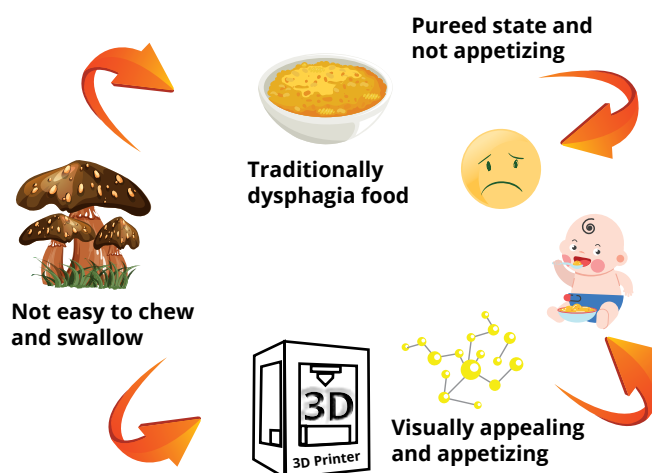 Pureed state and
not appetizing
Traditionally
dysphagia food
Not easy to chew
and swallow
3D
3D Printer
Visually appealing
and appetizing